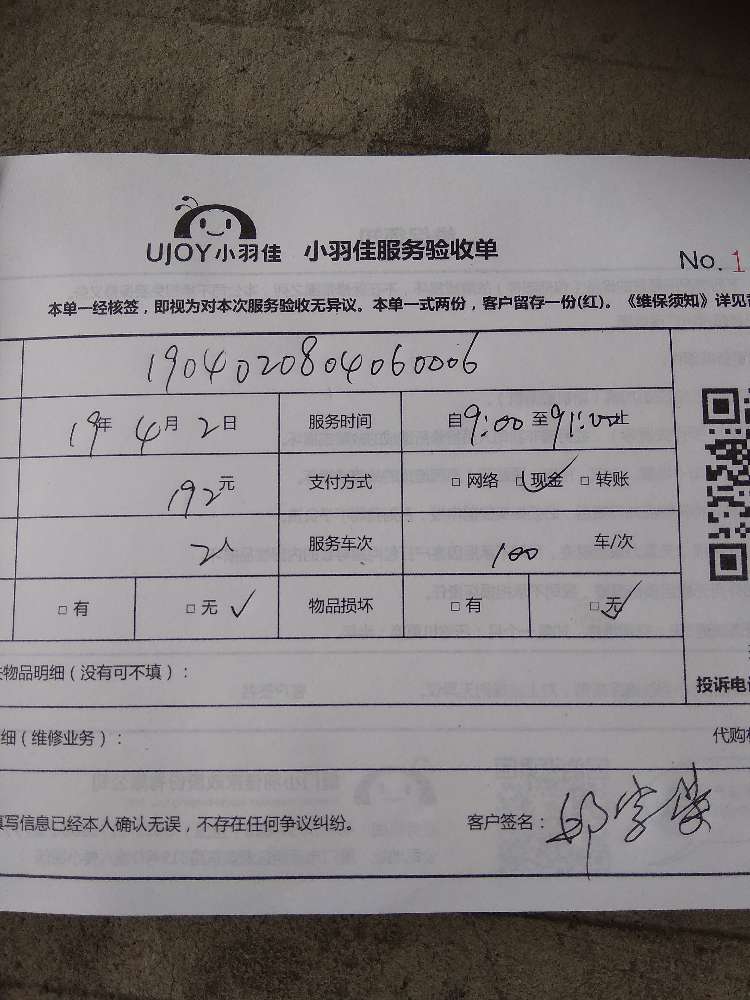 UJOY小羽佳 小羽佳服务验收单
No. 1
本单一经核签，即视为对本次服务验收无异议。本单一式两份，客户留存一份(红)。《维保须知》详见
1904020804060006
19年 4月 2日 服务时间 自9:00至911:00止
192元 支付方式 □网络 □现金 □转账
2人 服务车次 100 车/次
□有 □无✓ 物品损坏 □有 □无✓
物品明细（没有可不填）：
投诉电
细（维修业务）：
代购
填写信息已经本人确认无误，不存在任何争议纠纷。 客户签名：